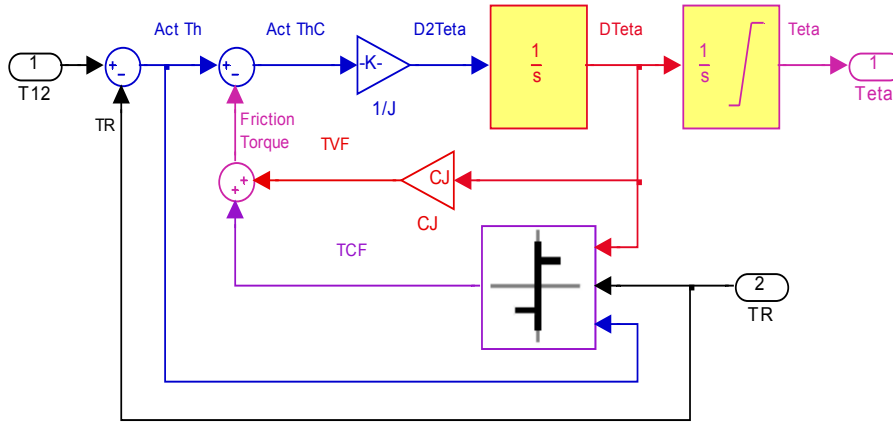 Act Th
Act ThC
D2Teta
DTeta
Teta
1
T12
+
−
+
−
-K-
1/J
1
s
1
s
1
Teta
TR
Friction
Torque
TVF
+
+
CJ
CJ
TCF
2
TR